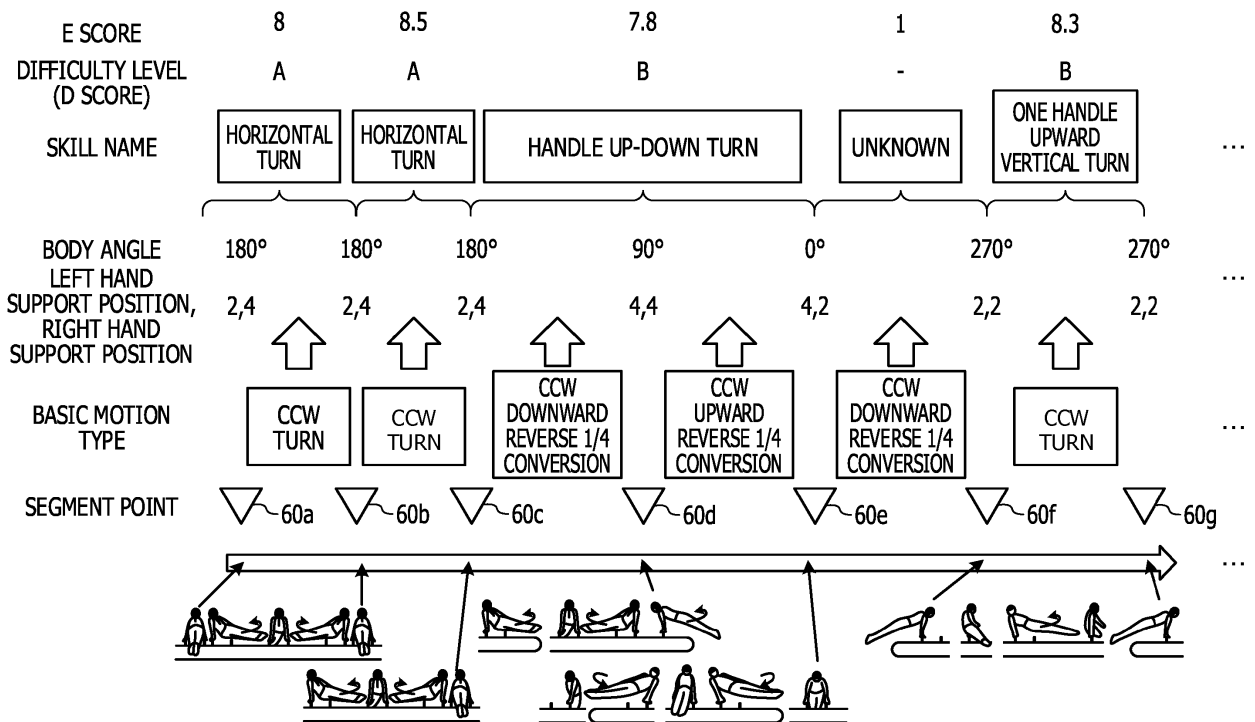 E SCORE 8 8.5 7.8 1 8.3
DIFFICULTY LEVEL
(D SCORE) A A B - B
SKILL NAME
HORIZONTAL
TURN
HORIZONTAL
TURN
HANDLE UP-DOWN TURN
UNKNOWN
ONE HANDLE
UPWARD
VERTICAL TURN
...
BODY ANGLE 180° 180° 180° 90° 0° 270° 270°
LEFT HAND
SUPPORT POSITION,
RIGHT HAND
SUPPORT POSITION
2,4 2,4 2,4 4,4 4,2 2,2 2,2
...
BASIC MOTION
TYPE
CCW
TURN
CCW
TURN
CCW
DOWNWARD
REVERSE 1/4
CONVERSION
CCW
UPWARD
REVERSE 1/4
CONVERSION
CCW
DOWNWARD
REVERSE 1/4
CONVERSION
CCW
TURN
...
SEGMENT POINT 60a 60b 60c 60d 60e 60f 60g
...